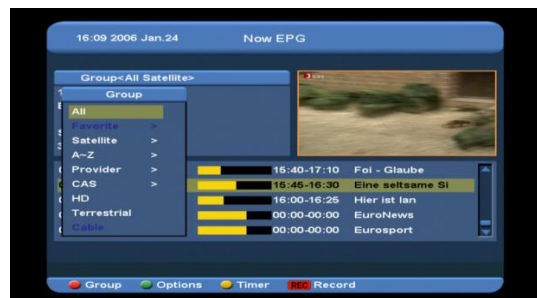 16:09 2006 Jan.24 Now EPG
Group<All Satellite>
Group
All
Favorite >
Satellite >
A~Z >
Provider >
CAS >
HD
Terrestrial
Cable
15:40-17:10 Foi - Glaube
15:45-16:30 Eine seltsame Si
16:00-16:25 Hier ist Ian
00:00-00:00 EuroNews
00:00-00:00 Eurosport
Group Options Timer REC Record